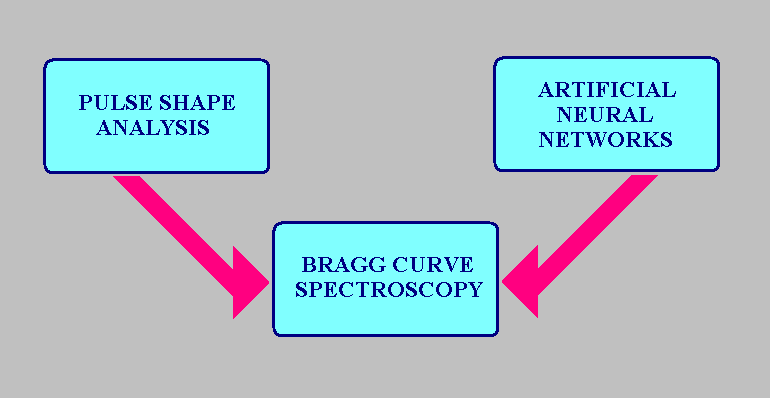 PULSE SHAPE
ANALYSIS
ARTIFICIAL
NEURAL
NETWORKS
BRAGG CURVE
SPECTROSCOPY